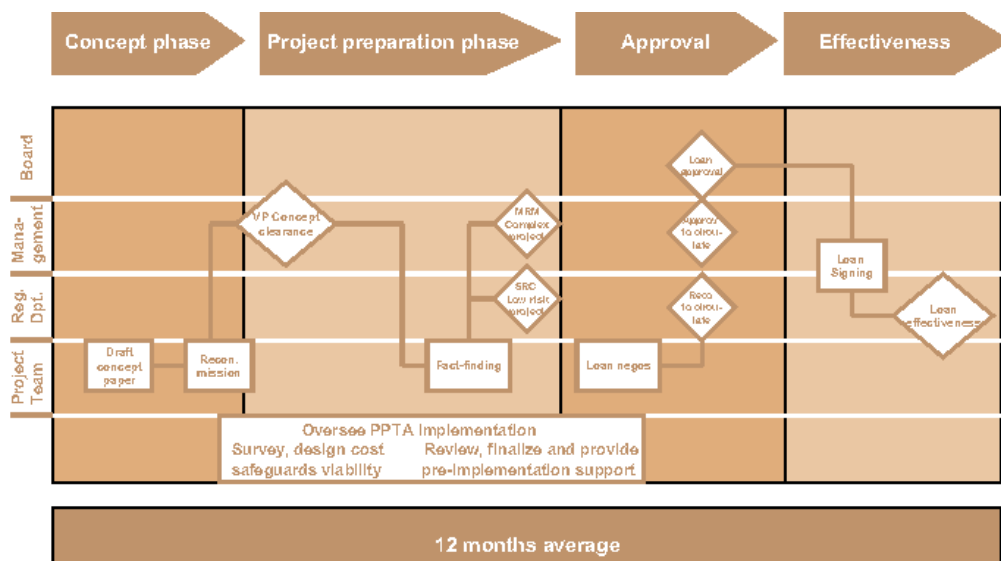 Concept phase
Project preparation phase
Approval
Effectiveness
Board
Mana-
gement
Reg.
Dpt.
Project
Team
Loan
approval
VP Concept
clearance
MRM
Complex
project
Approv
to circu-
late
Loan
Signing
SRC
Low risk
project
Reco
to circu-
late
Loan
effectiveness
Draft
concept
paper
Recon.
mission
Fact-finding
Loan negos
Oversee PPTA Implementation
Survey, design cost
safeguards viability
Review, finalize and provide
pre-implementation support
12 months average